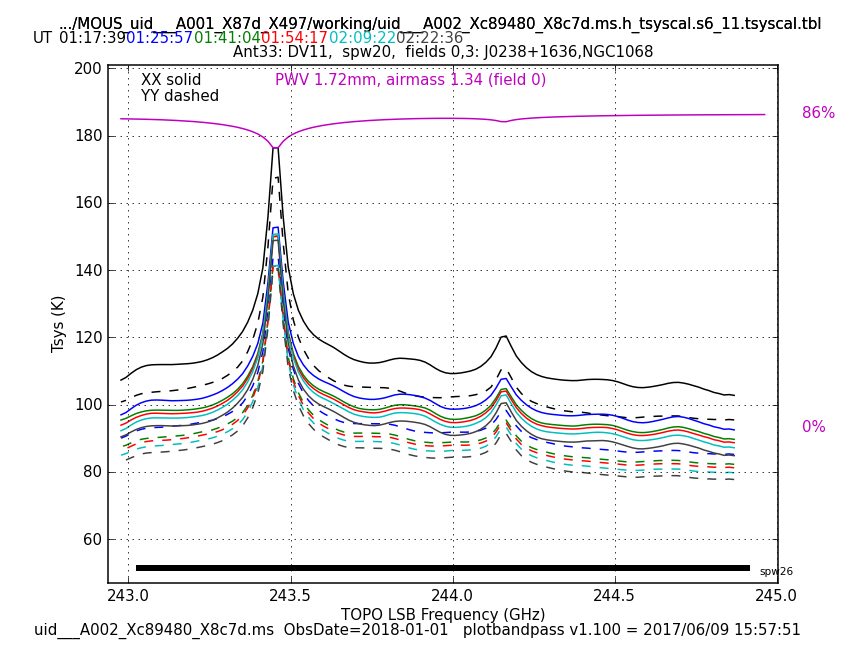 .../MOUS_uid___A001_X87d_X497/working/uid___A002_Xc89480_X8c7d.ms.h_tsyscal.s6_11.tsyscal.tbl
UT 01:17:39 01:25:57 01:41:04 01:54:17 02:09:22 02:22:36
Ant33: DV11, spw20, fields 0,3: J0238+1636,NGC1068
XX solid
YY dashed
PWV 1.72mm, airmass 1.34 (field 0)
86%
0%
Tsys (K)
200
180
160
140
120
100
80
60
spw26
243.0 243.5 244.0 244.5 245.0
TOPO LSB Frequency (GHz)
uid___A002_Xc89480_X8c7d.ms ObsDate=2018-01-01 plotbandpass v1.100 = 2017/06/09 15:57:51